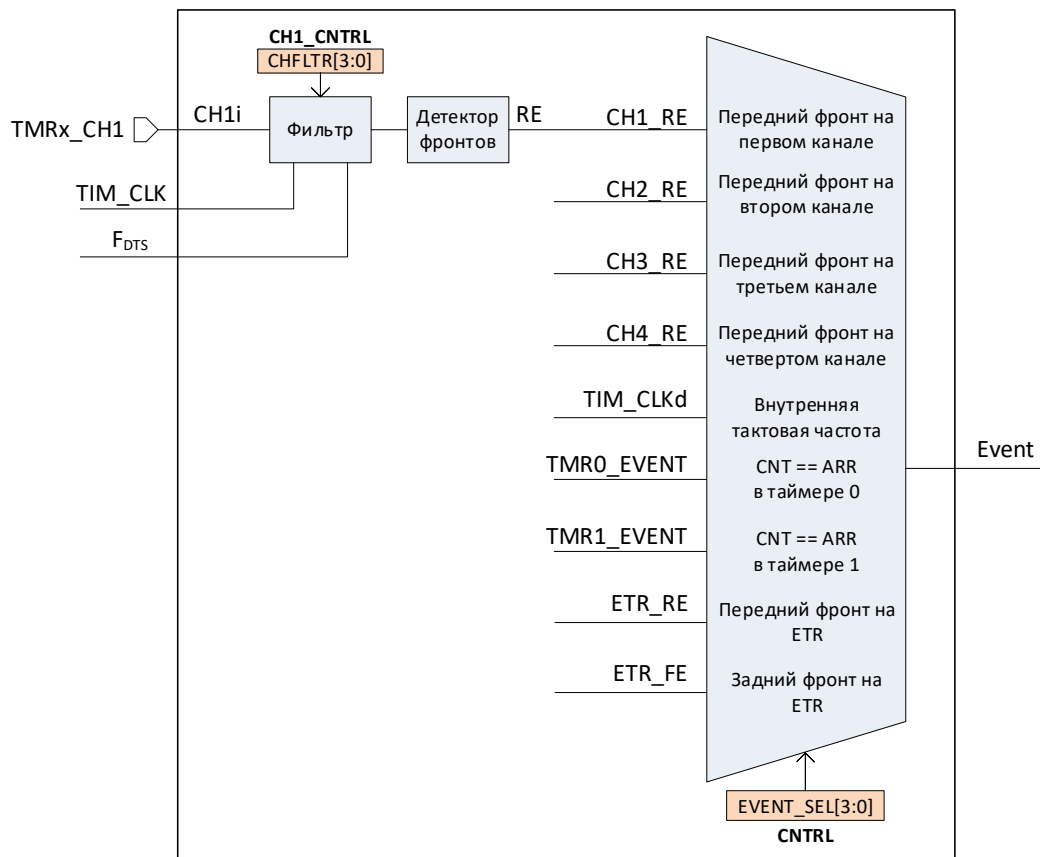 CH1_CNTRL
CHFLTR[3:0]
TMRx_CH1
CH1i
Фильтр
Детектор
фронтов
RE
CH1_RE
Передний фронт на
первом канале
TIM_CLK
CH2_RE
Передний фронт на
втором канале
FDTS
CH3_RE
Передний фронт на
третьем канале
CH4_RE
Передний фронт на
четвертом канале
TIM_CLKd
Внутренняя
тактовая частота
Event
TMR0_EVENT
CNT == ARR
в таймере 0
TMR1_EVENT
CNT == ARR
в таймере 1
ETR_RE
Передний фронт на
ETR
ETR_FE
Задний фронт на
ETR
EVENT_SEL[3:0]
CNTRL